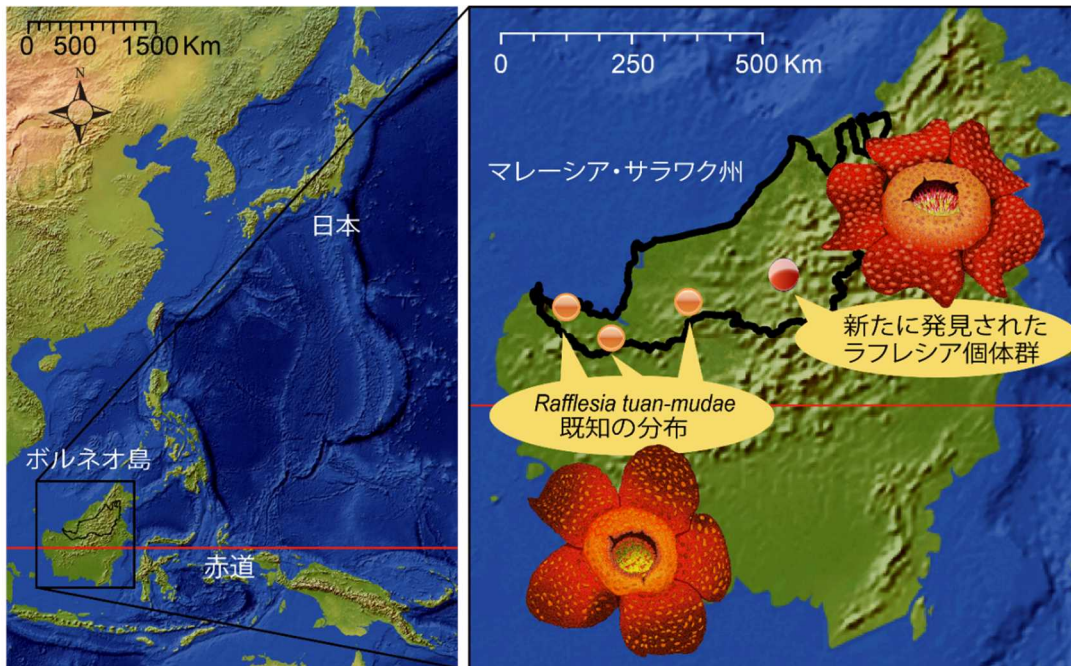 0 500 1500 Km
N
日本
ボルネオ島
赤道
0 250 500 Km
マレーシア・サラワク州
新たに発見された
ラフレシア個体群
Rafflesia tuan-mudae
既知の分布